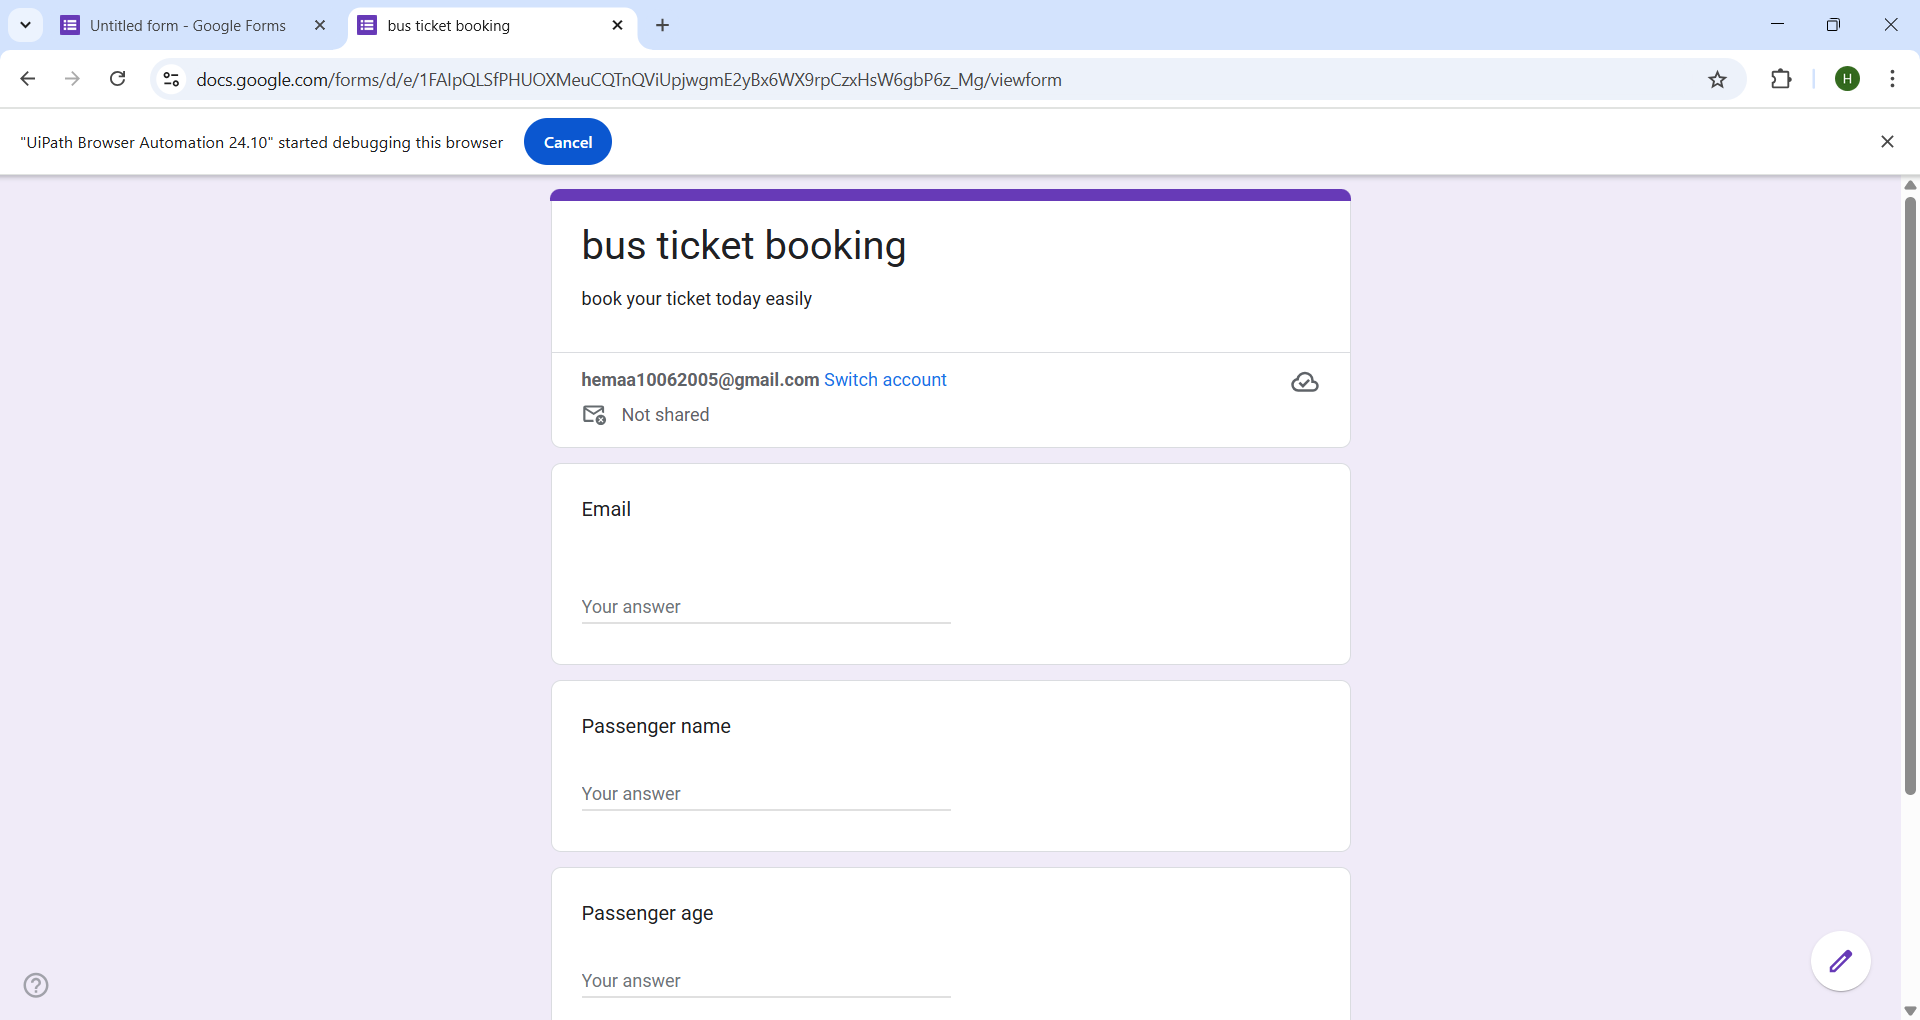 Untitled form - Google Forms
bus ticket booking
docs.google.com/forms/d/e/1FAIpQLSfPHUOXMeuCQTnQViUpjwgmE2yBx6WX9rpCzxHsW6gbP6z_Mg/viewform
H
"UiPath Browser Automation 24.10" started debugging this browser
Cancel
bus ticket booking
book your ticket today easily
hemaa10062005@gmail.com Switch account
Not shared
Email
Your answer
Passenger name
Your answer
Passenger age
Your answer